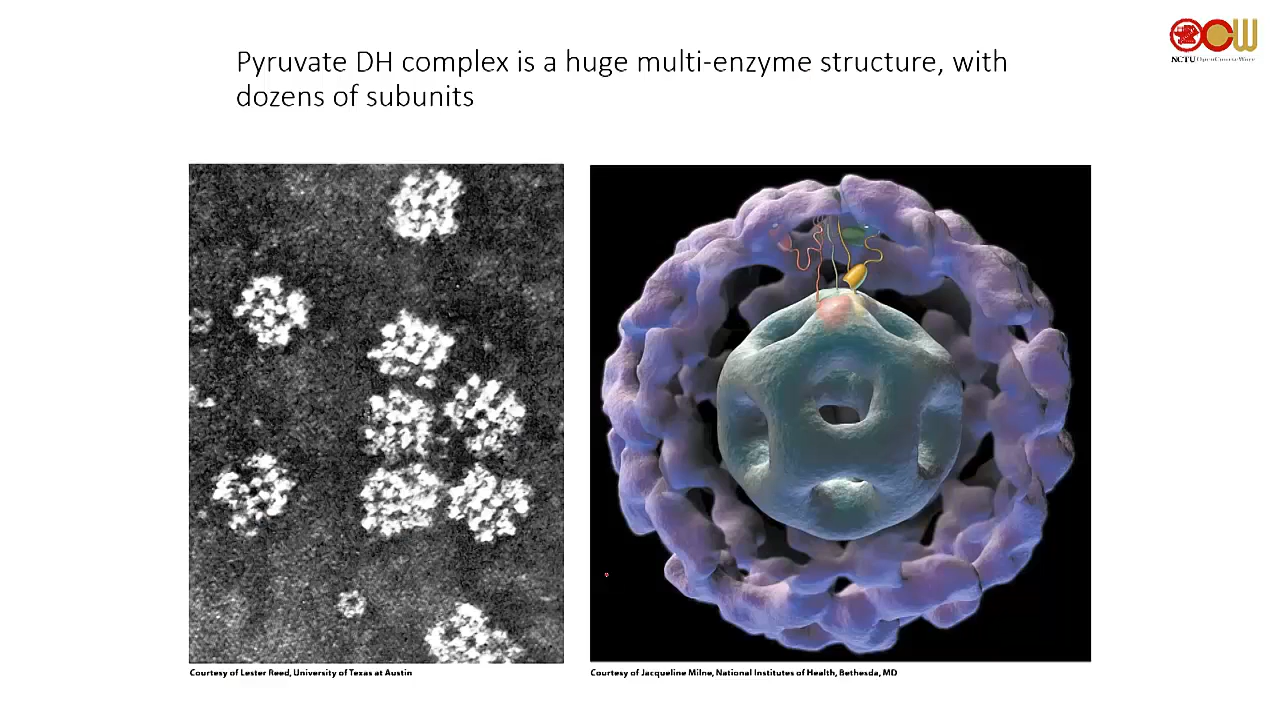 Pyruvate DH complex is a huge multi-enzyme structure, with
dozens of subunits
NCTU OpenCourseWare
Courtesy of Lester Reed, University of Texas at Austin
Courtesy of Jacqueline Milne, National Institutes of Health, Bethesda, MD